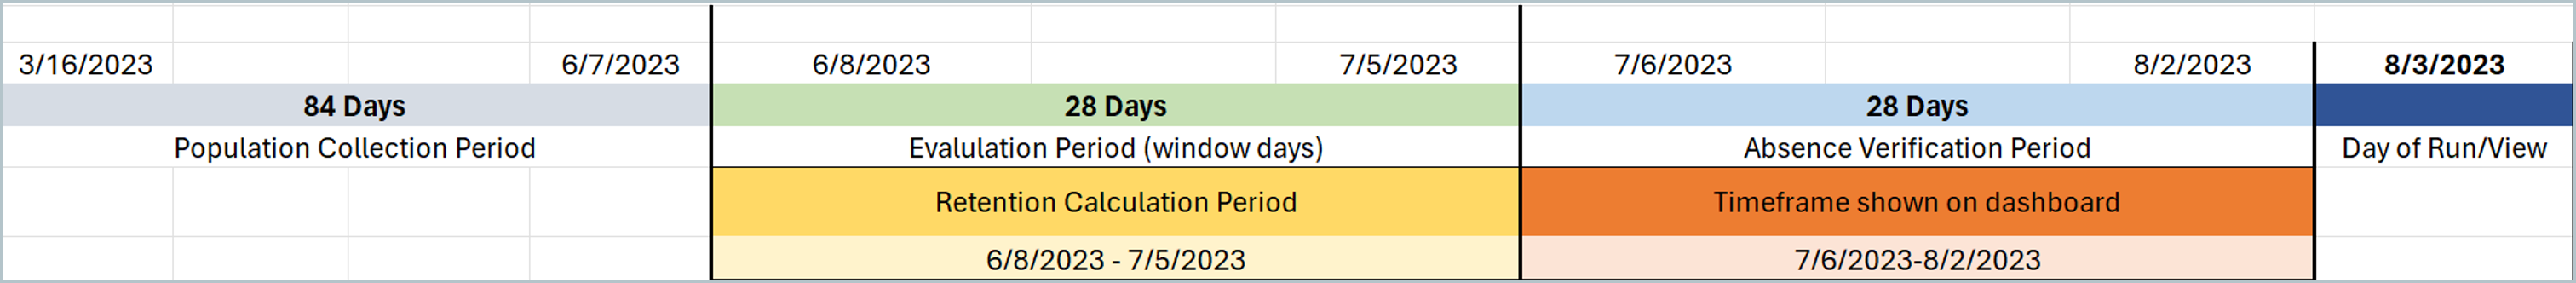 3/16/2023 6/7/2023 6/8/2023 7/5/2023 7/6/2023 8/2/2023 8/3/2023
84 Days 28 Days 28 Days
Population Collection Period Evalulation Period (window days) Absence Verification Period Day of Run/View
Retention Calculation Period Timeframe shown on dashboard
6/8/2023 - 7/5/2023 7/6/2023-8/2/2023